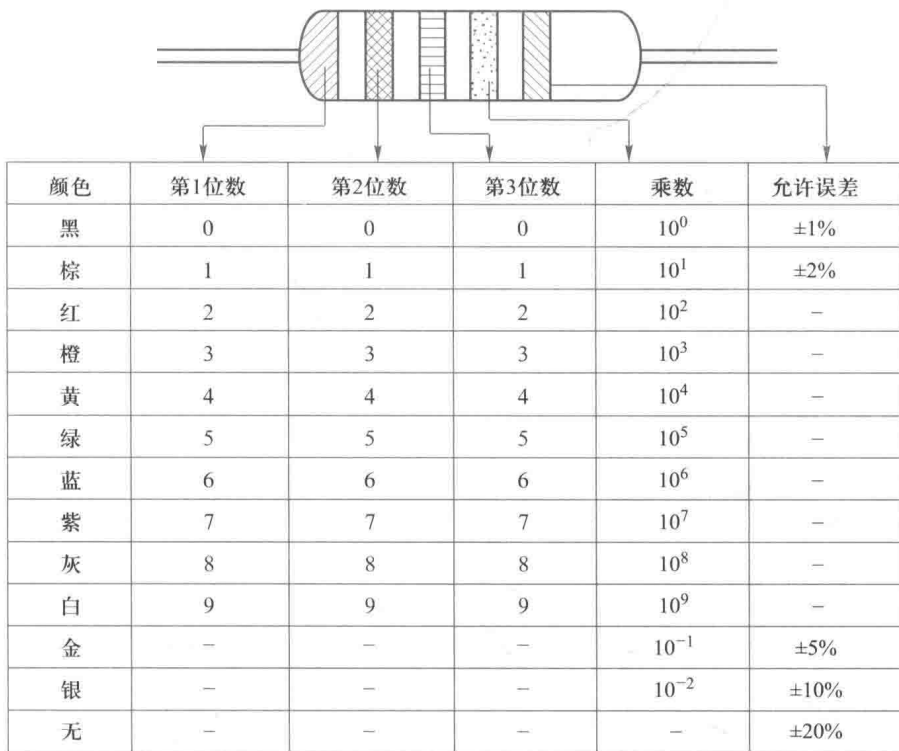 颜色 第1位数 第2位数 第3位数 乘数 允许误差
黑 0 0 0 10⁰ ±1%
棕 1 1 1 10¹ ±2%
红 2 2 2 10² –
橙 3 3 3 10³ –
黄 4 4 4 10⁴ –
绿 5 5 5 10⁵ –
蓝 6 6 6 10⁶ –
紫 7 7 7 10⁷ –
灰 8 8 8 10⁸ –
白 9 9 9 10⁹ –
金 – – – 10⁻¹ ±5%
银 – – – 10⁻² ±10%
无 – – – – ±20%